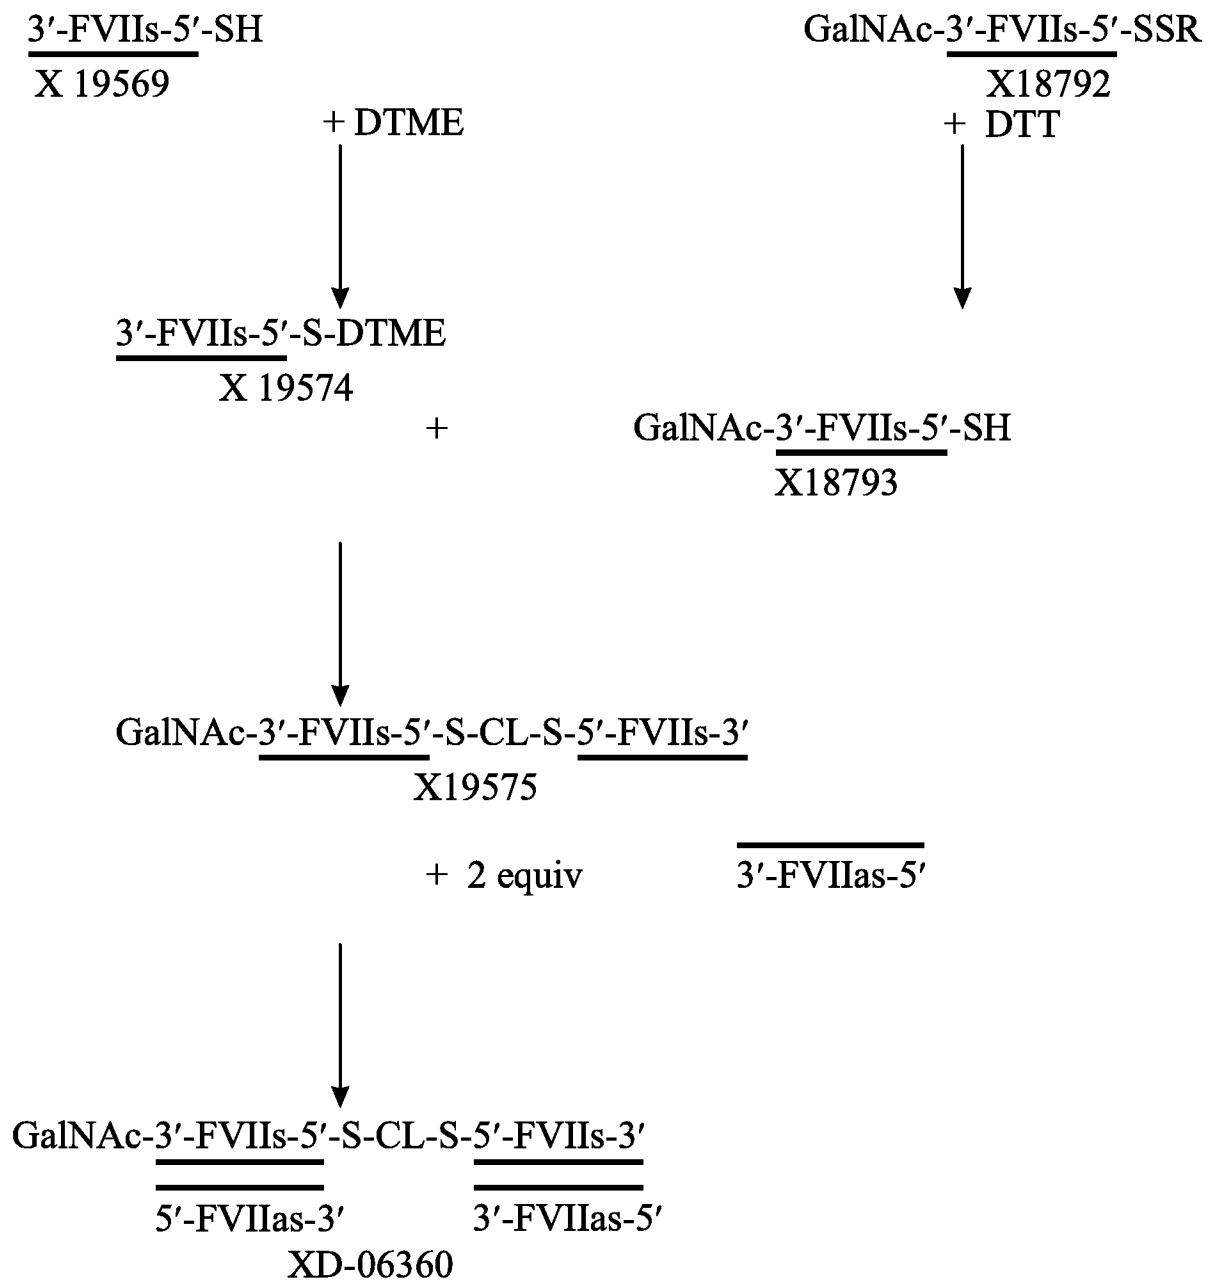 3′-FVIIs-5′-SH
X 19569
+ DTME
GalNAc-3′-FVIIs-5′-SSR
X18792
+ DTT
3′-FVIIs-5′-S-DTME
X 19574
+
GalNAc-3′-FVIIs-5′-SH
X18793
GalNAc-3′-FVIIs-5′-S-CL-S-5′-FVIIs-3′
X19575
+ 2 equiv
3′-FVIIas-5′
GalNAc-3′-FVIIs-5′-S-CL-S-5′-FVIIs-3′
5′-FVIIas-3′
3′-FVIIas-5′
XD-06360